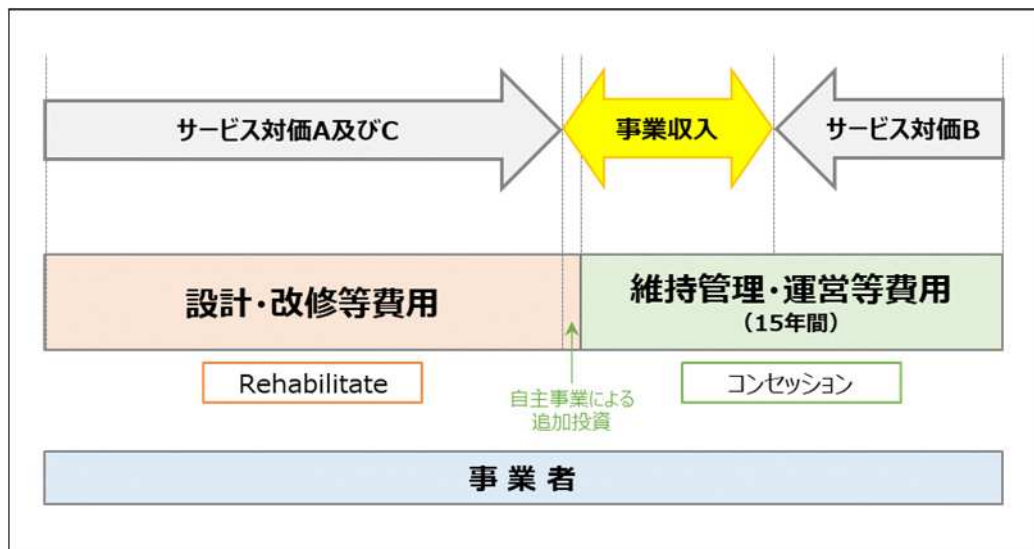 サービス対価A及びC
事業収入
サービス対価B
設計・改修等費用
維持管理・運営等費用
（15年間）
Rehabilitate
自主事業による
追加投資
コンセッション
事業者